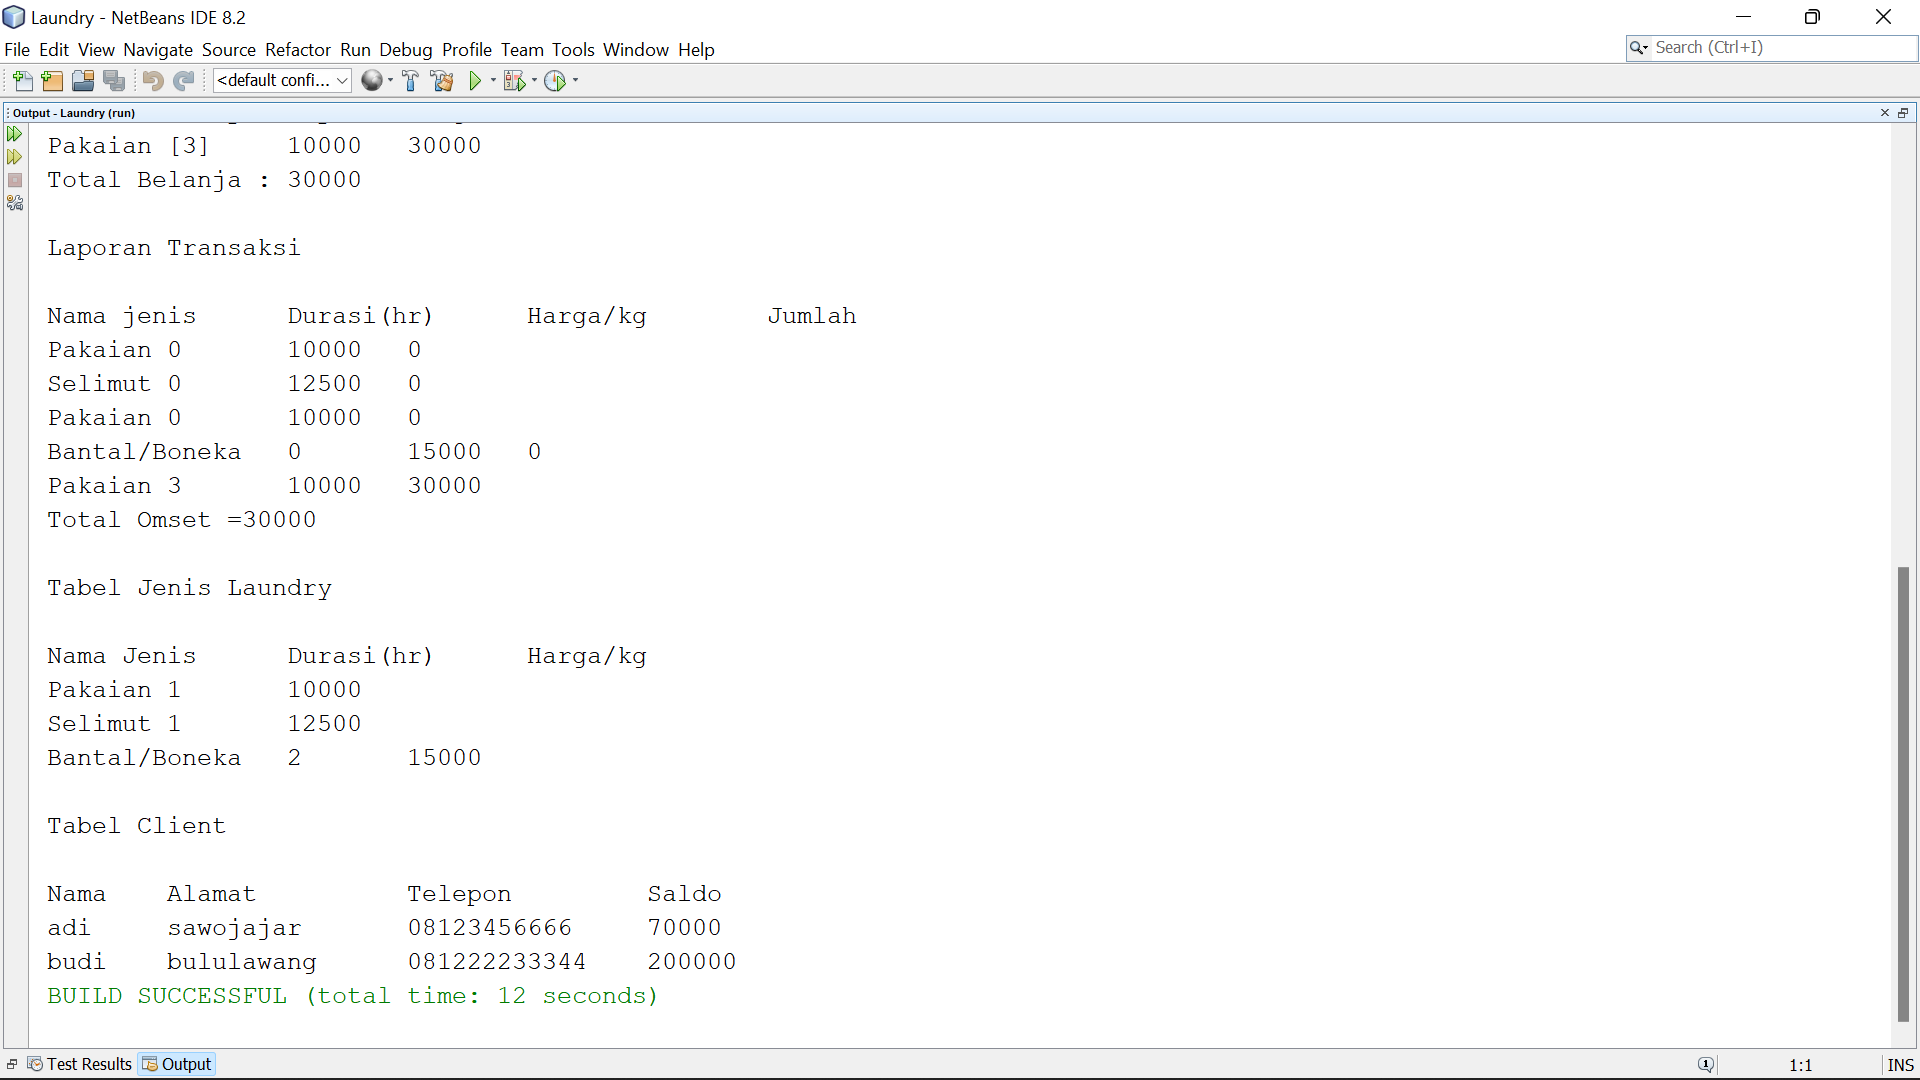 Laundry - NetBeans IDE 8.2
File Edit View Navigate Source Refactor Run Debug Profile Team Tools Window Help
Search (Ctrl+I)
<default confi...
Output - Laundry (run)
Pakaian [3] 10000 30000
Total Belanja : 30000
Laporan Transaksi
Nama jenis Durasi(hr) Harga/kg Jumlah
Pakaian 0 10000 0
Selimut 0 12500 0
Pakaian 0 10000 0
Bantal/Boneka 0 15000 0
Pakaian 3 10000 30000
Total Omset =30000
Tabel Jenis Laundry
Nama Jenis Durasi(hr) Harga/kg
Pakaian 1 10000
Selimut 1 12500
Bantal/Boneka 2 15000
Tabel Client
Nama Alamat Telepon Saldo
adi sawojajar 08123456666 70000
budi bululawang 081222233344 200000
BUILD SUCCESSFUL (total time: 12 seconds)
Test Results Output
1:1 INS